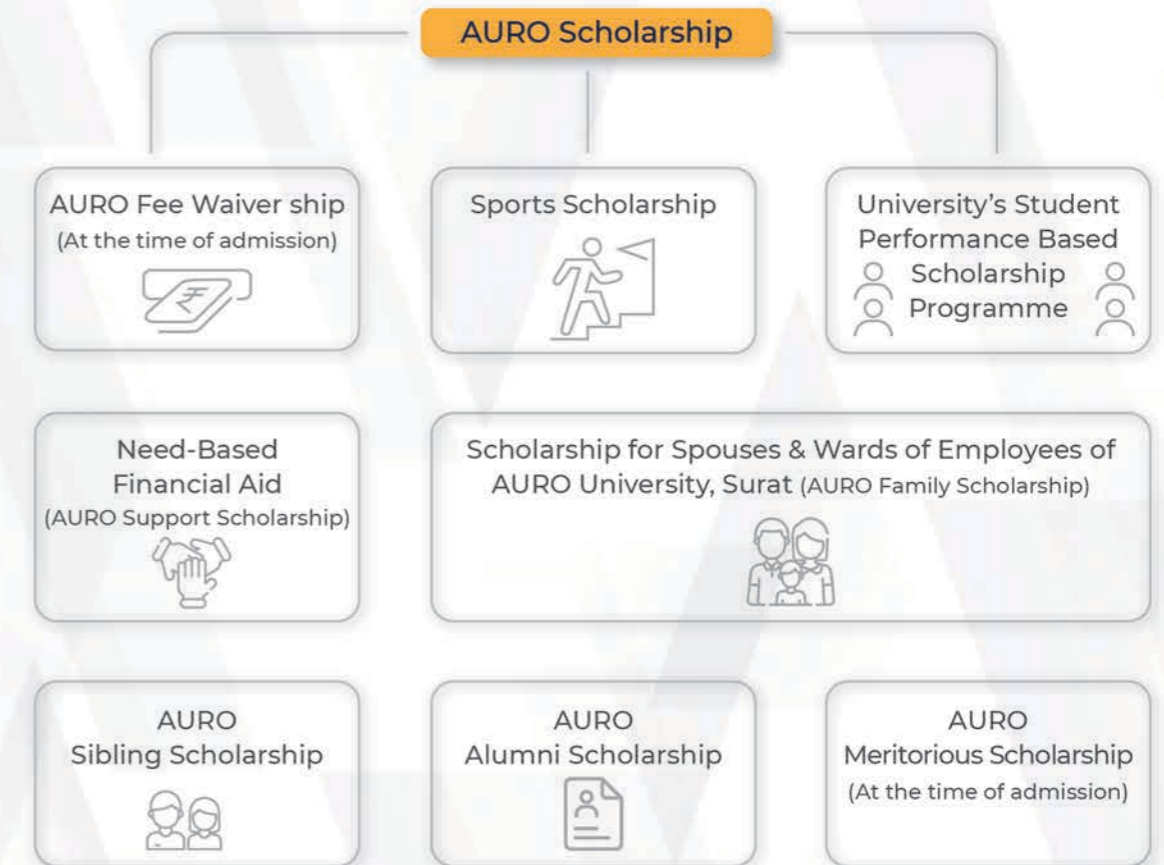 AURO Scholarship
AURO Fee Waiver ship
(At the time of admission)
Sports Scholarship
University's Student
Performance Based
Scholarship
Programme
Need-Based
Financial Aid
(AURO Support Scholarship)
Scholarship for Spouses & Wards of Employees of
AURO University, Surat (AURO Family Scholarship)
AURO
Sibling Scholarship
AURO
Alumni Scholarship
AURO
Meritorious Scholarship
(At the time of admission)